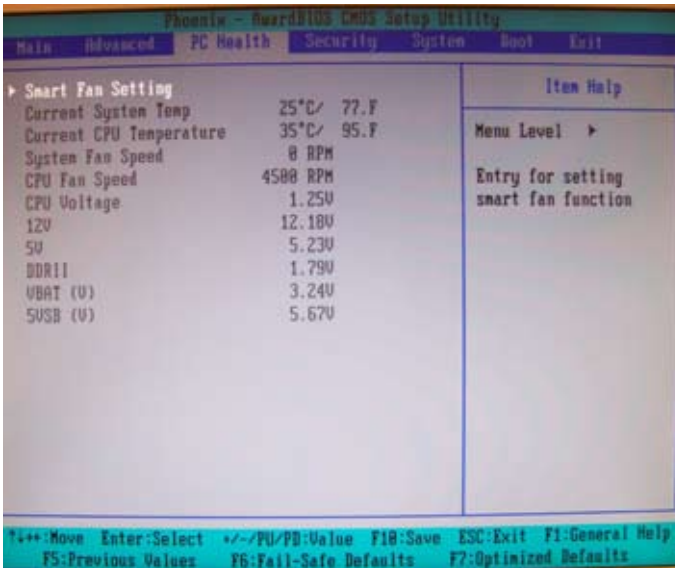 Phoenix - AwardBIOS CMOS Setup Utility
Main Advanced PC Health Security System Boot Exit
▶ Smart Fan Setting
Current System Temp 25°C/ 77.F
Current CPU Temperature 35°C/ 95.F
System Fan Speed 0 RPM
CPU Fan Speed 4500 RPM
CPU Voltage 1.25V
12V 12.18V
5V 5.23V
DDRII 1.79V
VBAT (V) 3.24V
5VSB (V) 5.67V
Item Help
Menu Level ▶
Entry for setting
smart fan function
↑↓←→:Move Enter:Select +/-/PU/PD:Value F10:Save ESC:Exit F1:General Help
F5:Previous Values F6:Fail-Safe Defaults F7:Optimized Defaults